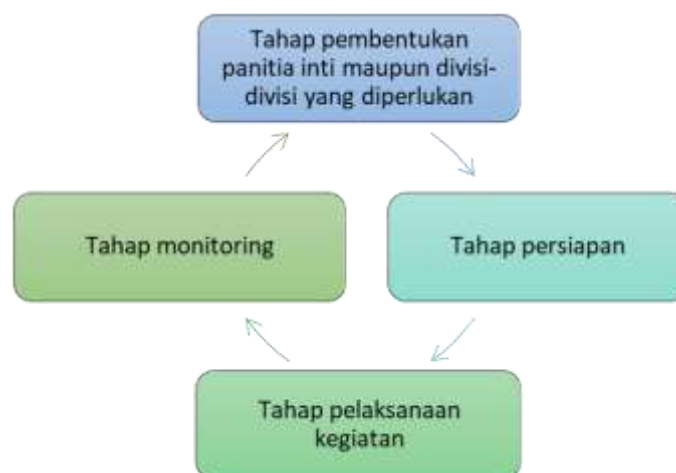 Tahap pembentukan
panitia inti maupun divisi-
divisi yang diperlukan
Tahap persiapan
Tahap pelaksanaan
kegiatan
Tahap monitoring